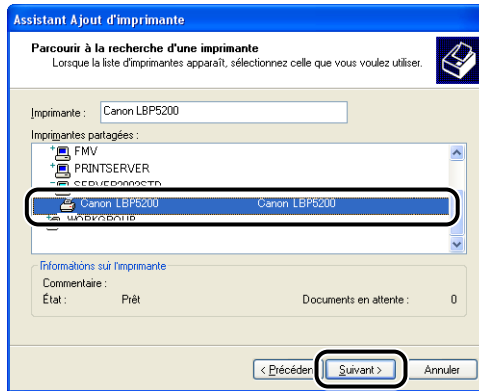 Assistant Ajout d'imprimante
Parcourir à la recherche d'une imprimante
Lorsque la liste d'imprimantes apparaît, sélectionnez celle que vous voulez utiliser.
Imprimante : Canon LBP5200
Imprimantes partagées :
FMV
PRINTSERVER
SERVER2003STD
Canon LBP5200 Canon LBP5200
WORKGROUP
Informations sur l'imprimante
Commentaire :
État : Prêt Documents en attente : 0
< Précéden Suivant > Annuler